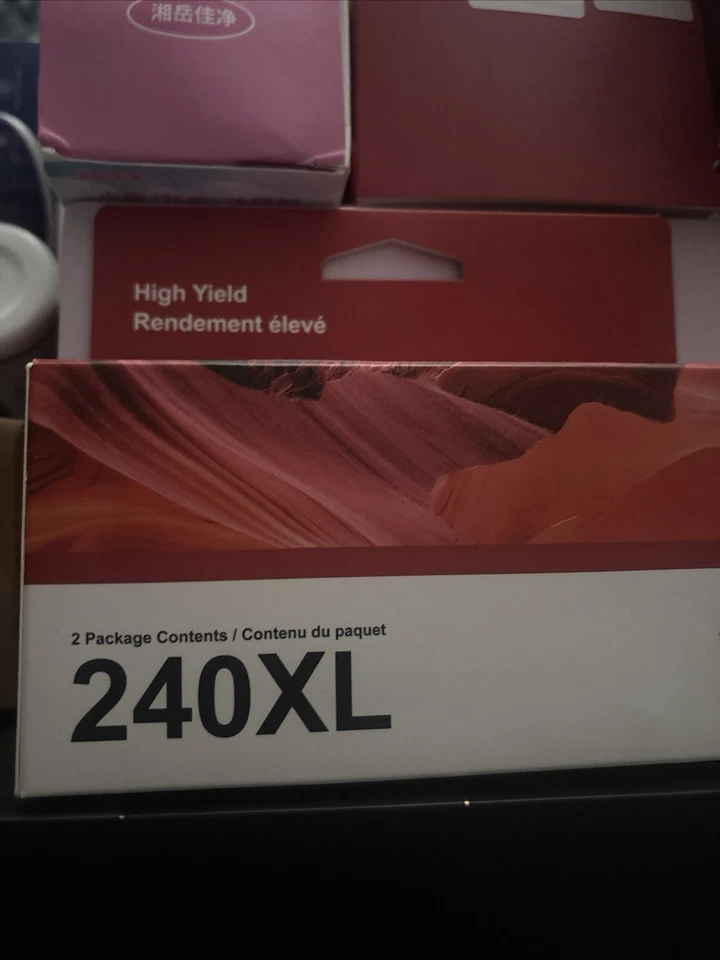 湘岳佳净
High Yield
Rendement élevé
2 Package Contents / Contenu du paquet
240XL